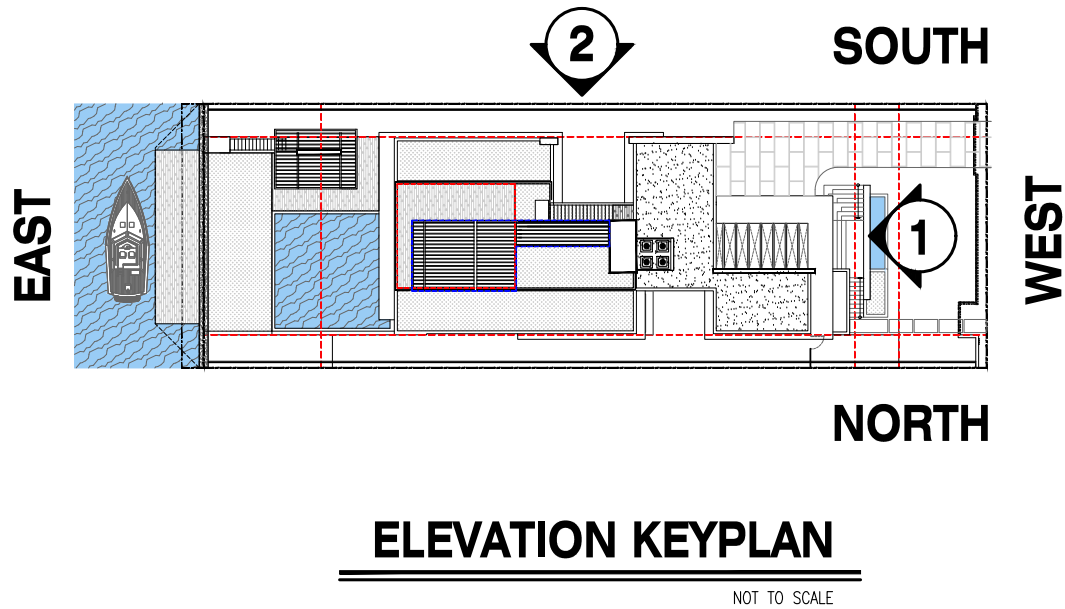 2
SOUTH
EAST
1
WEST
NORTH
ELEVATION KEYPLAN
NOT TO SCALE